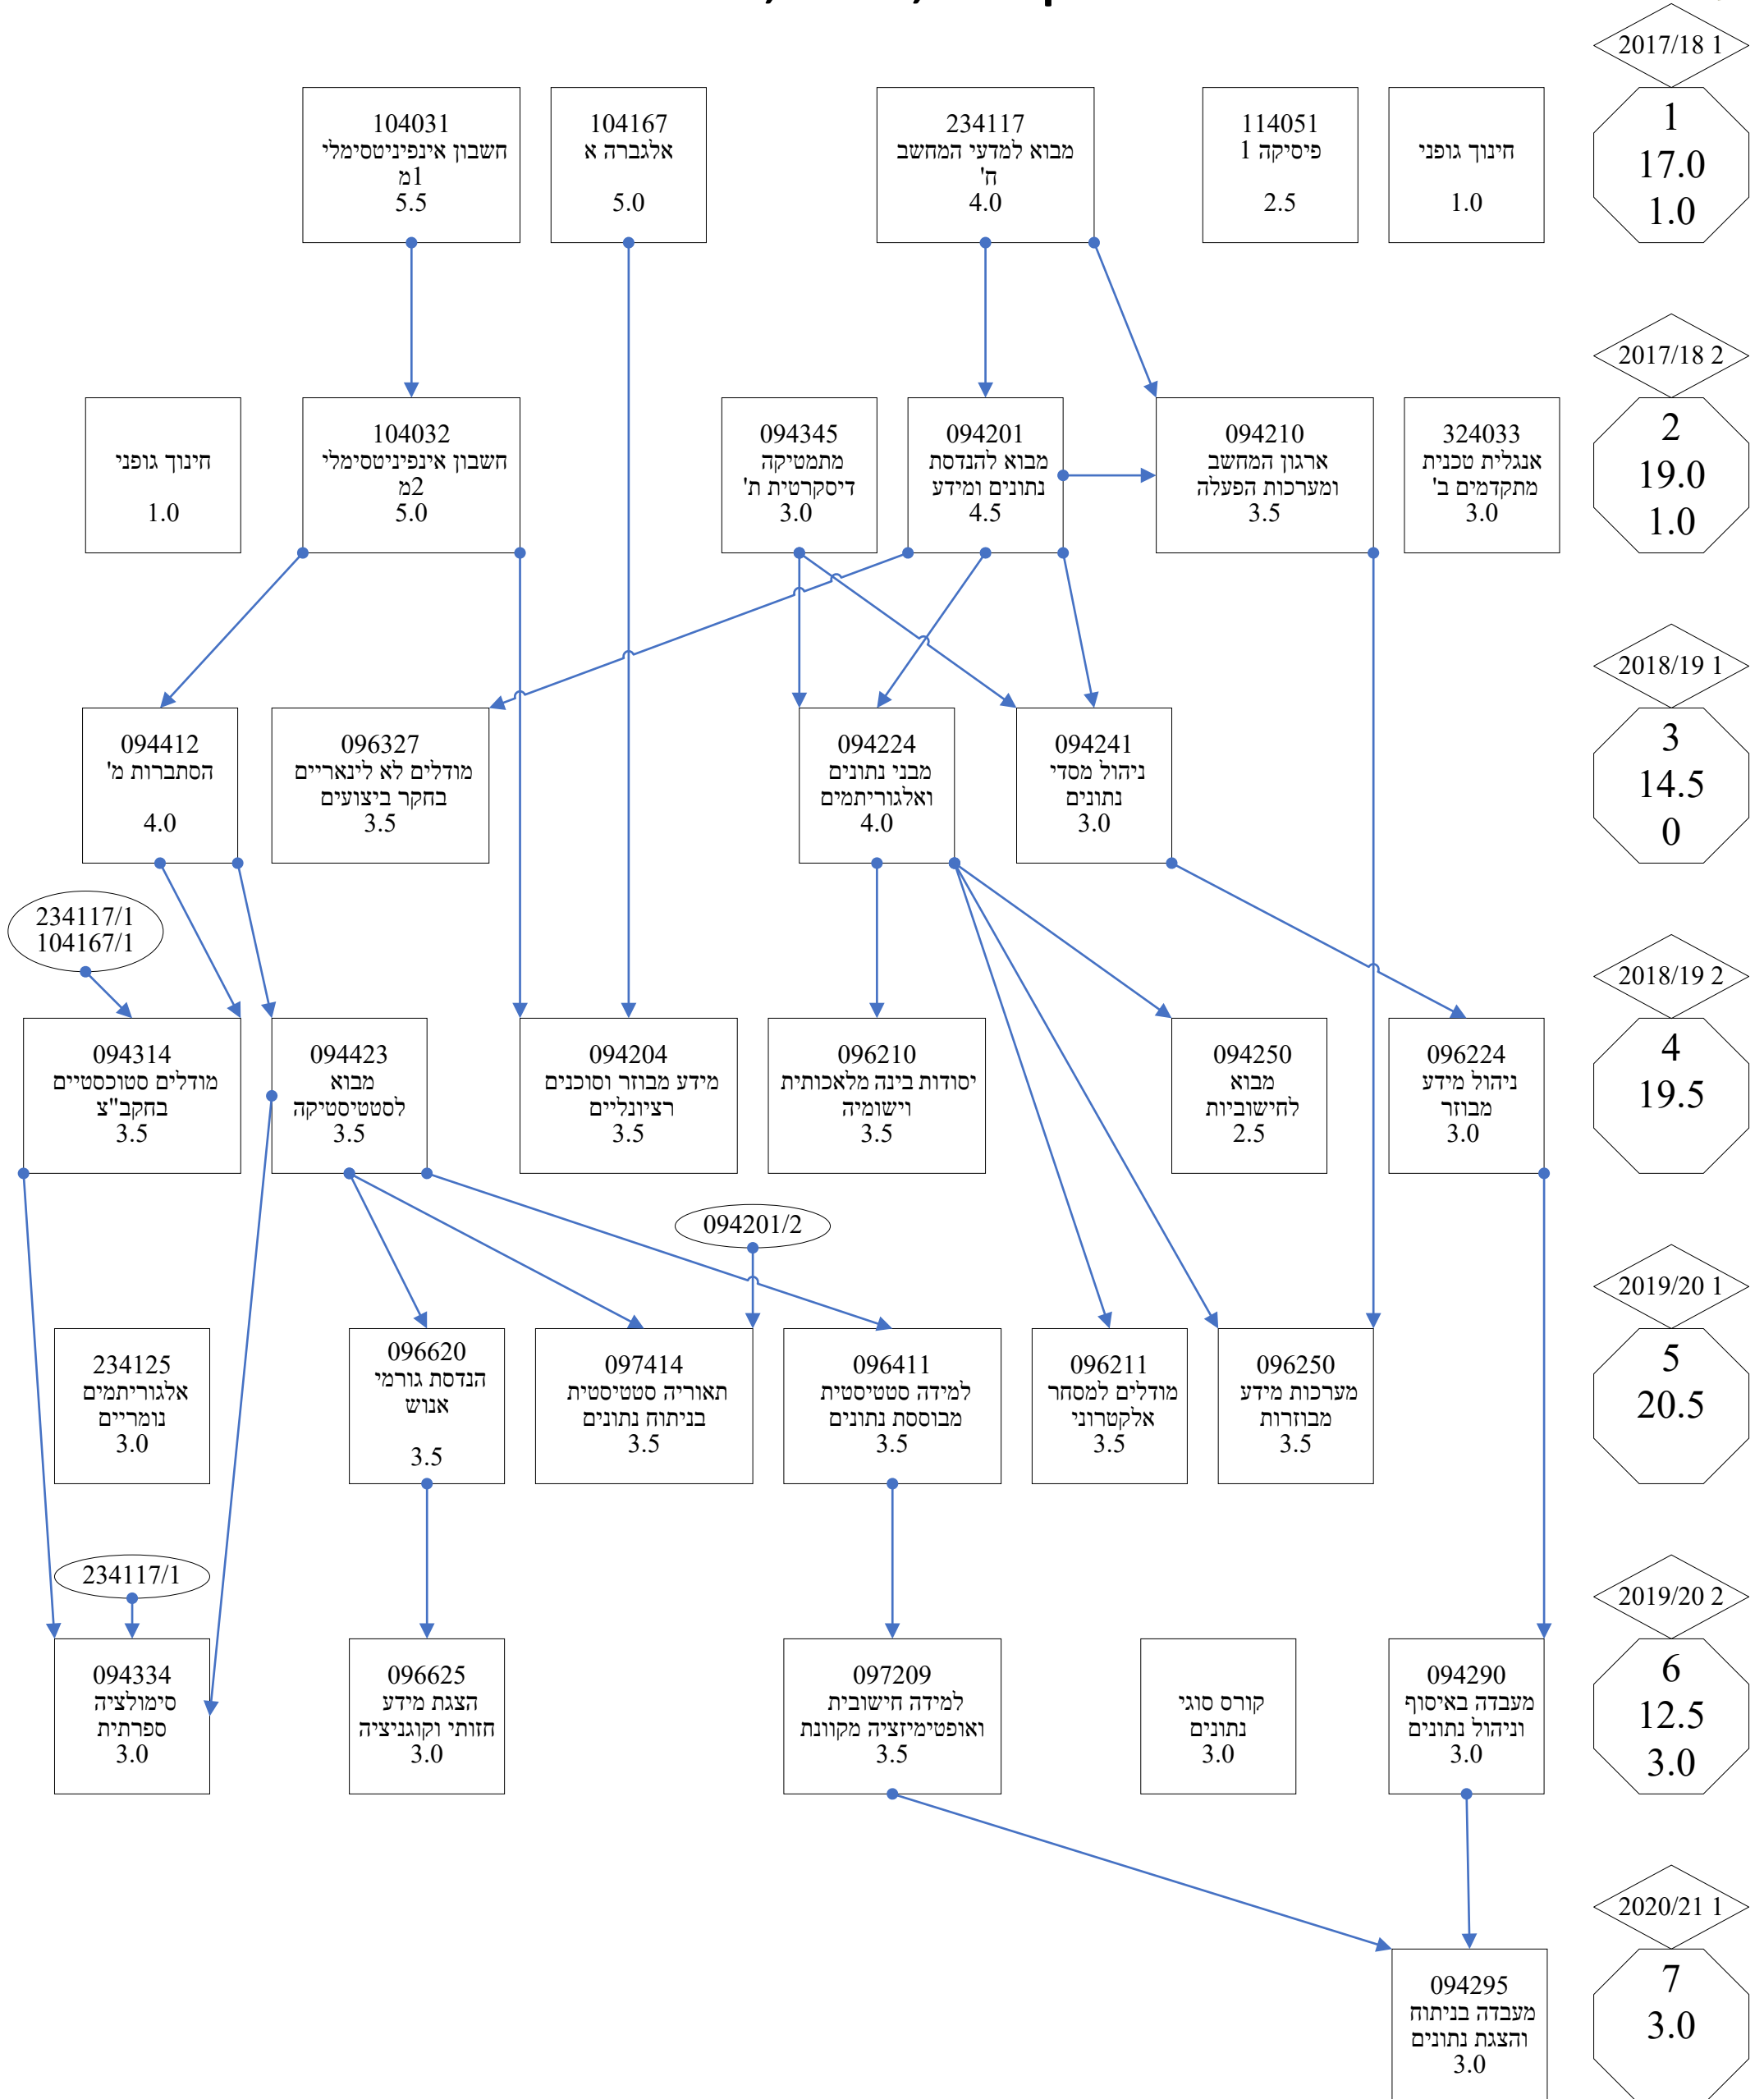 2017/18 1
104031
חשבון אינפיניטסימלי
1מ
5.5
104167
אלגברה א
5.0
234117
מבוא למדעי המחשב
ח'
4.0
114051
פיסיקה 1
2.5
חינוך גופני
1.0
1
17.0
1.0
2017/18 2
חינוך גופני
1.0
104032
חשבון אינפיניטסימלי
2מ
5.0
094345
מתמטיקה
דיסקרטית ת'
3.0
094201
מבוא להנדסת
נתונים ומידע
4.5
094210
ארגון המחשב
ומערכות הפעלה
3.5
324033
אנגלית טכנית
מתקדמים ב'
3.0
2
19.0
1.0
2018/19 1
094412
הסתברות מ'
4.0
096327
מודלים לא לינאריים
בחקר ביצועים
3.5
094224
מבני נתונים
ואלגוריתמים
4.0
094241
ניהול מסדי
נתונים
3.0
3
14.5
0
234117/1
104167/1
2018/19 2
094314
מודלים סטוכסטיים
בחקב"צ
3.5
094423
מבוא
לסטטיסטיקה
3.5
094204
מידע מבוזר וסוכנים
רציונליים
3.5
096210
יסודות בינה מלאכותית
וישומיה
3.5
094250
מבוא
לחישוביות
2.5
096224
ניהול מידע
מבוזר
3.0
4
19.5
094201/2
2019/20 1
234125
אלגוריתמים
נומריים
3.0
096620
הנדסת גורמי
אנוש
3.5
097414
תאוריה סטטיסטית
בניתוח נתונים
3.5
096411
למידה סטטיסטית
מבוססת נתונים
3.5
096211
מודלים למסחר
אלקטרוני
3.5
096250
מערכות מידע
מבוזרות
3.5
5
20.5
234117/1
2019/20 2
094334
סימולציה
ספרתית
3.0
096625
הצגת מידע
חזותי וקוגניציה
3.0
097209
למידה חישובית
ואופטימיזציה מקוונת
3.5
קורס סוגי
נתונים
3.0
094290
מעבדה באיסוף
וניהול נתונים
3.0
6
12.5
3.0
2020/21 1
094295
מעבדה בניתוח
והצגת נתונים
3.0
7
3.0